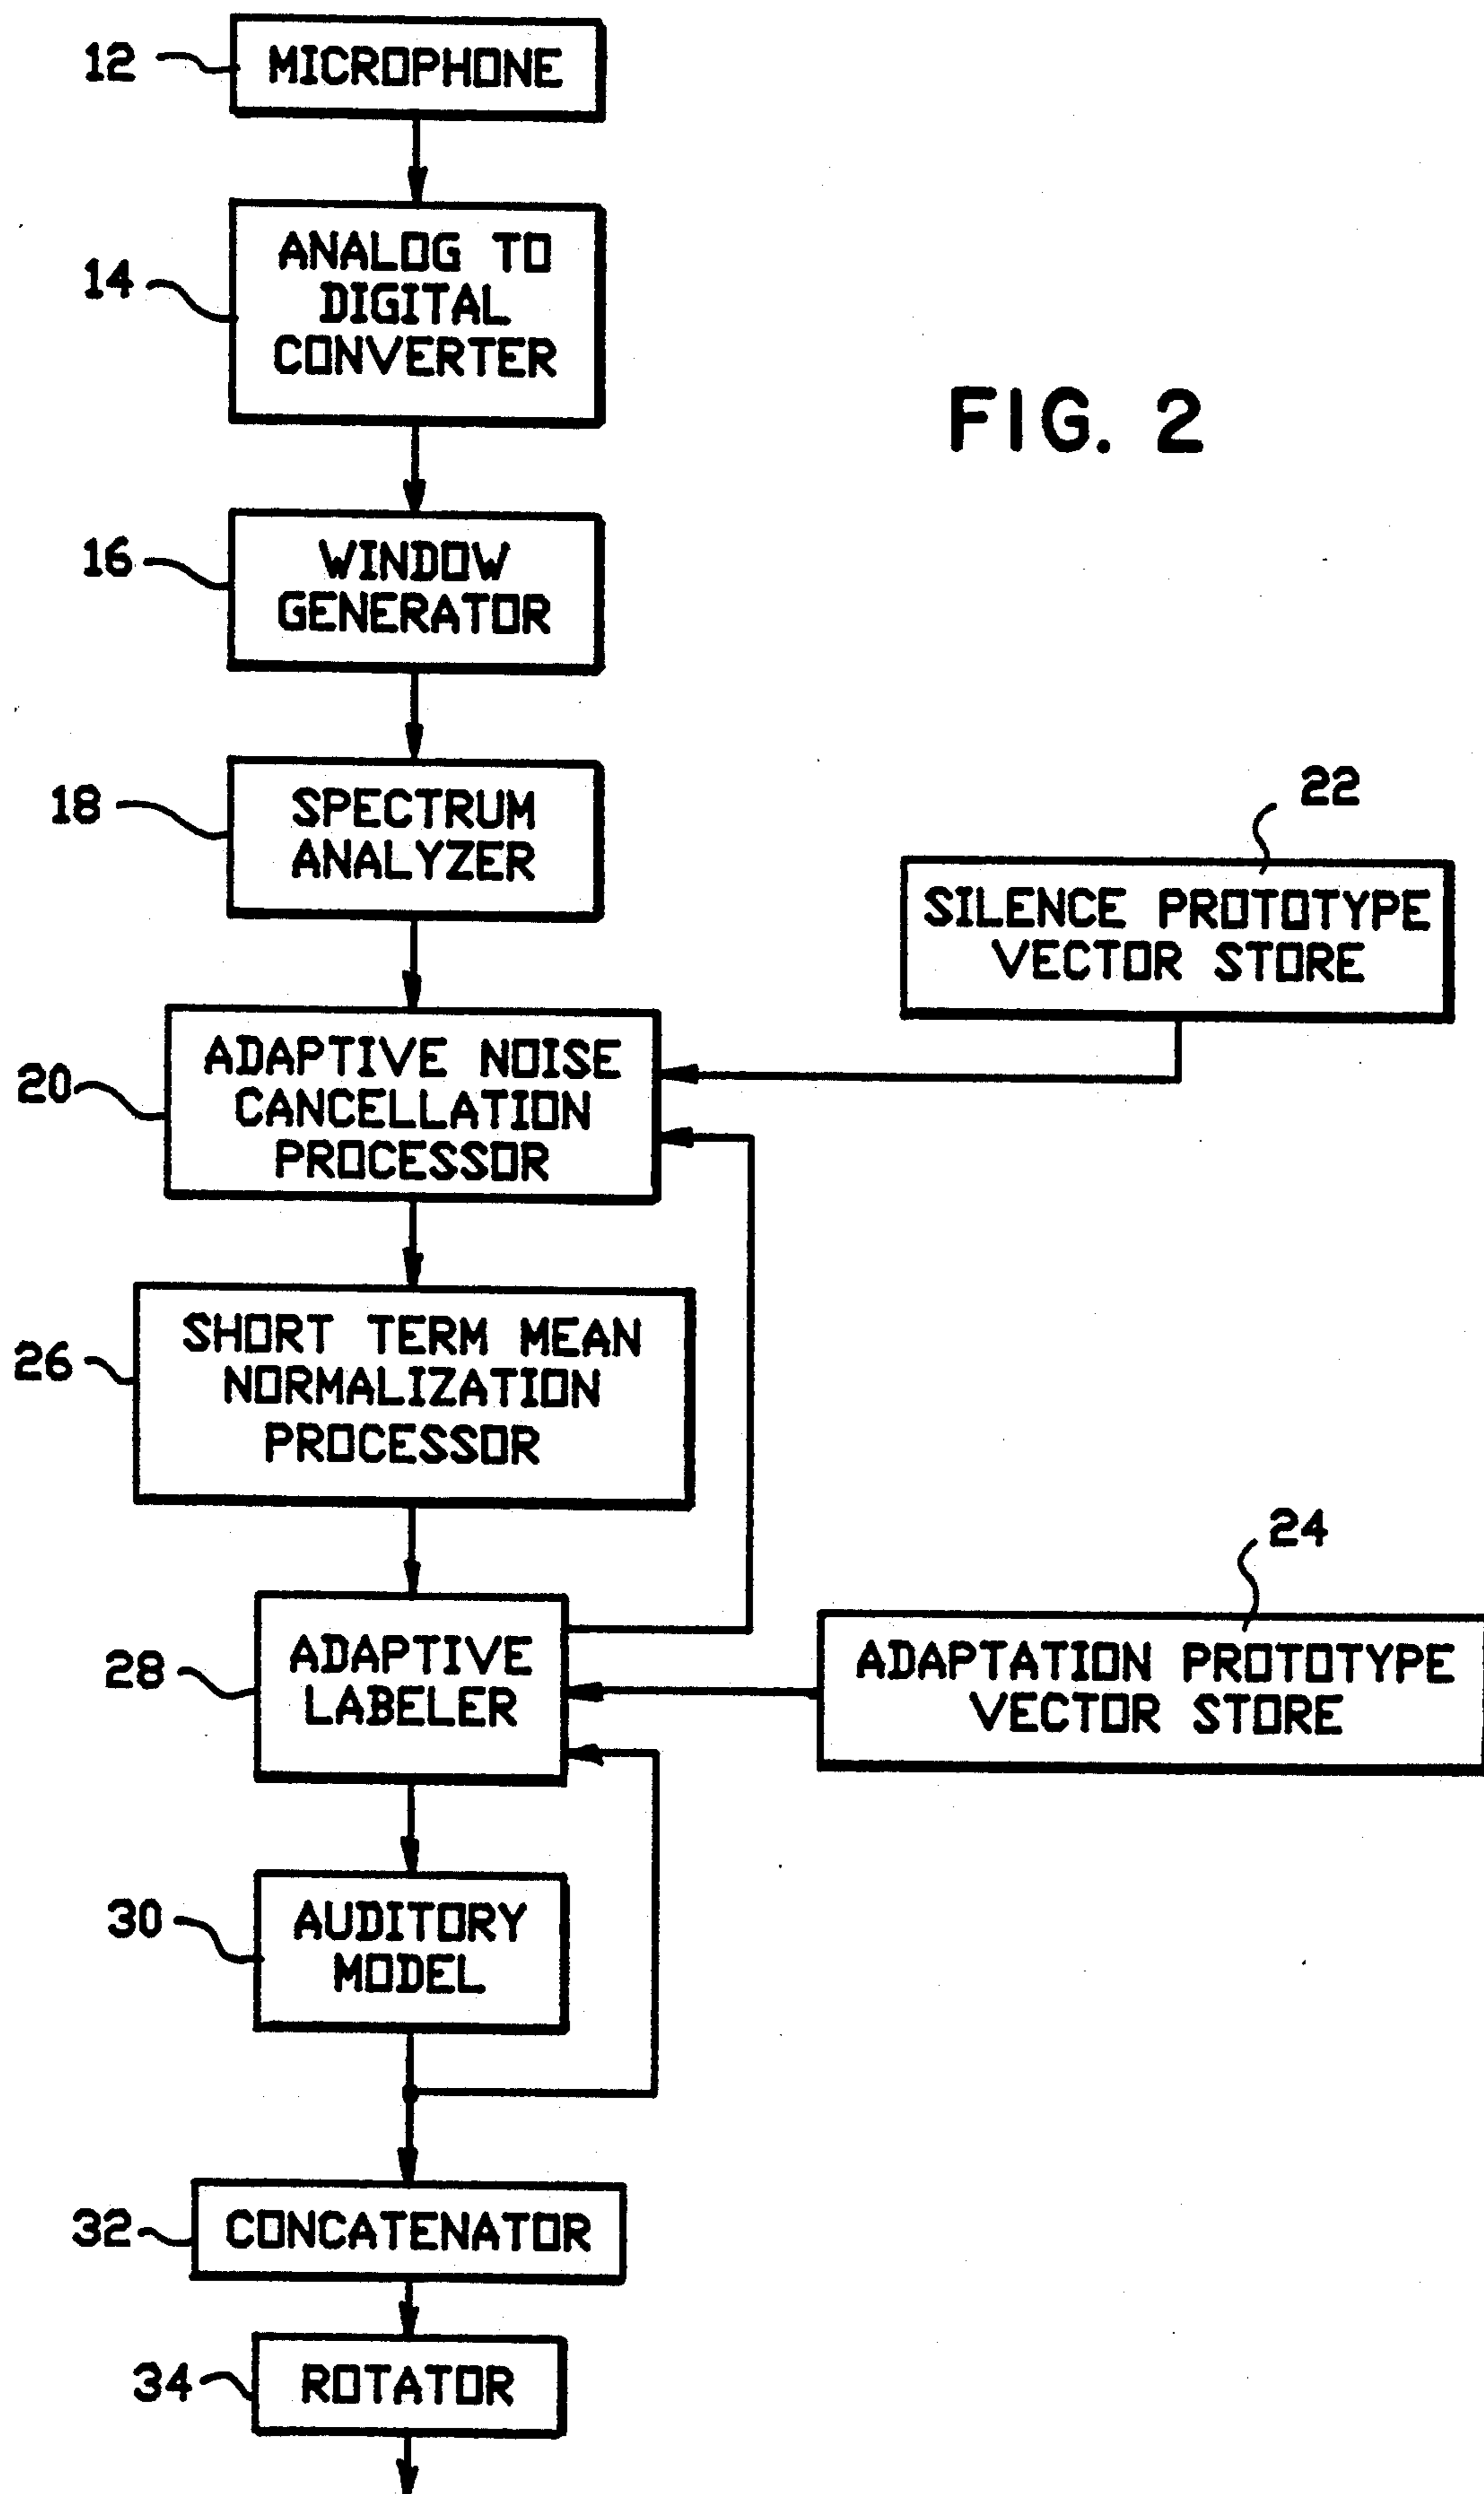 12
MICROPHONE
14
ANALOG TO
DIGITAL
CONVERTER
FIG. 2
16
WINDOW
GENERATOR
18
SPECTRUM
ANALYZER
22
SILENCE PROTOTYPE
VECTOR STORE
20
ADAPTIVE NOISE
CANCELLATION
PROCESSOR
26
SHORT TERM MEAN
NORMALIZATION
PROCESSOR
24
ADAPTATION PROTOTYPE
VECTOR STORE
28
ADAPTIVE
LABELER
30
AUDITORY
MODEL
32
CONCATENATOR
34
ROTATOR